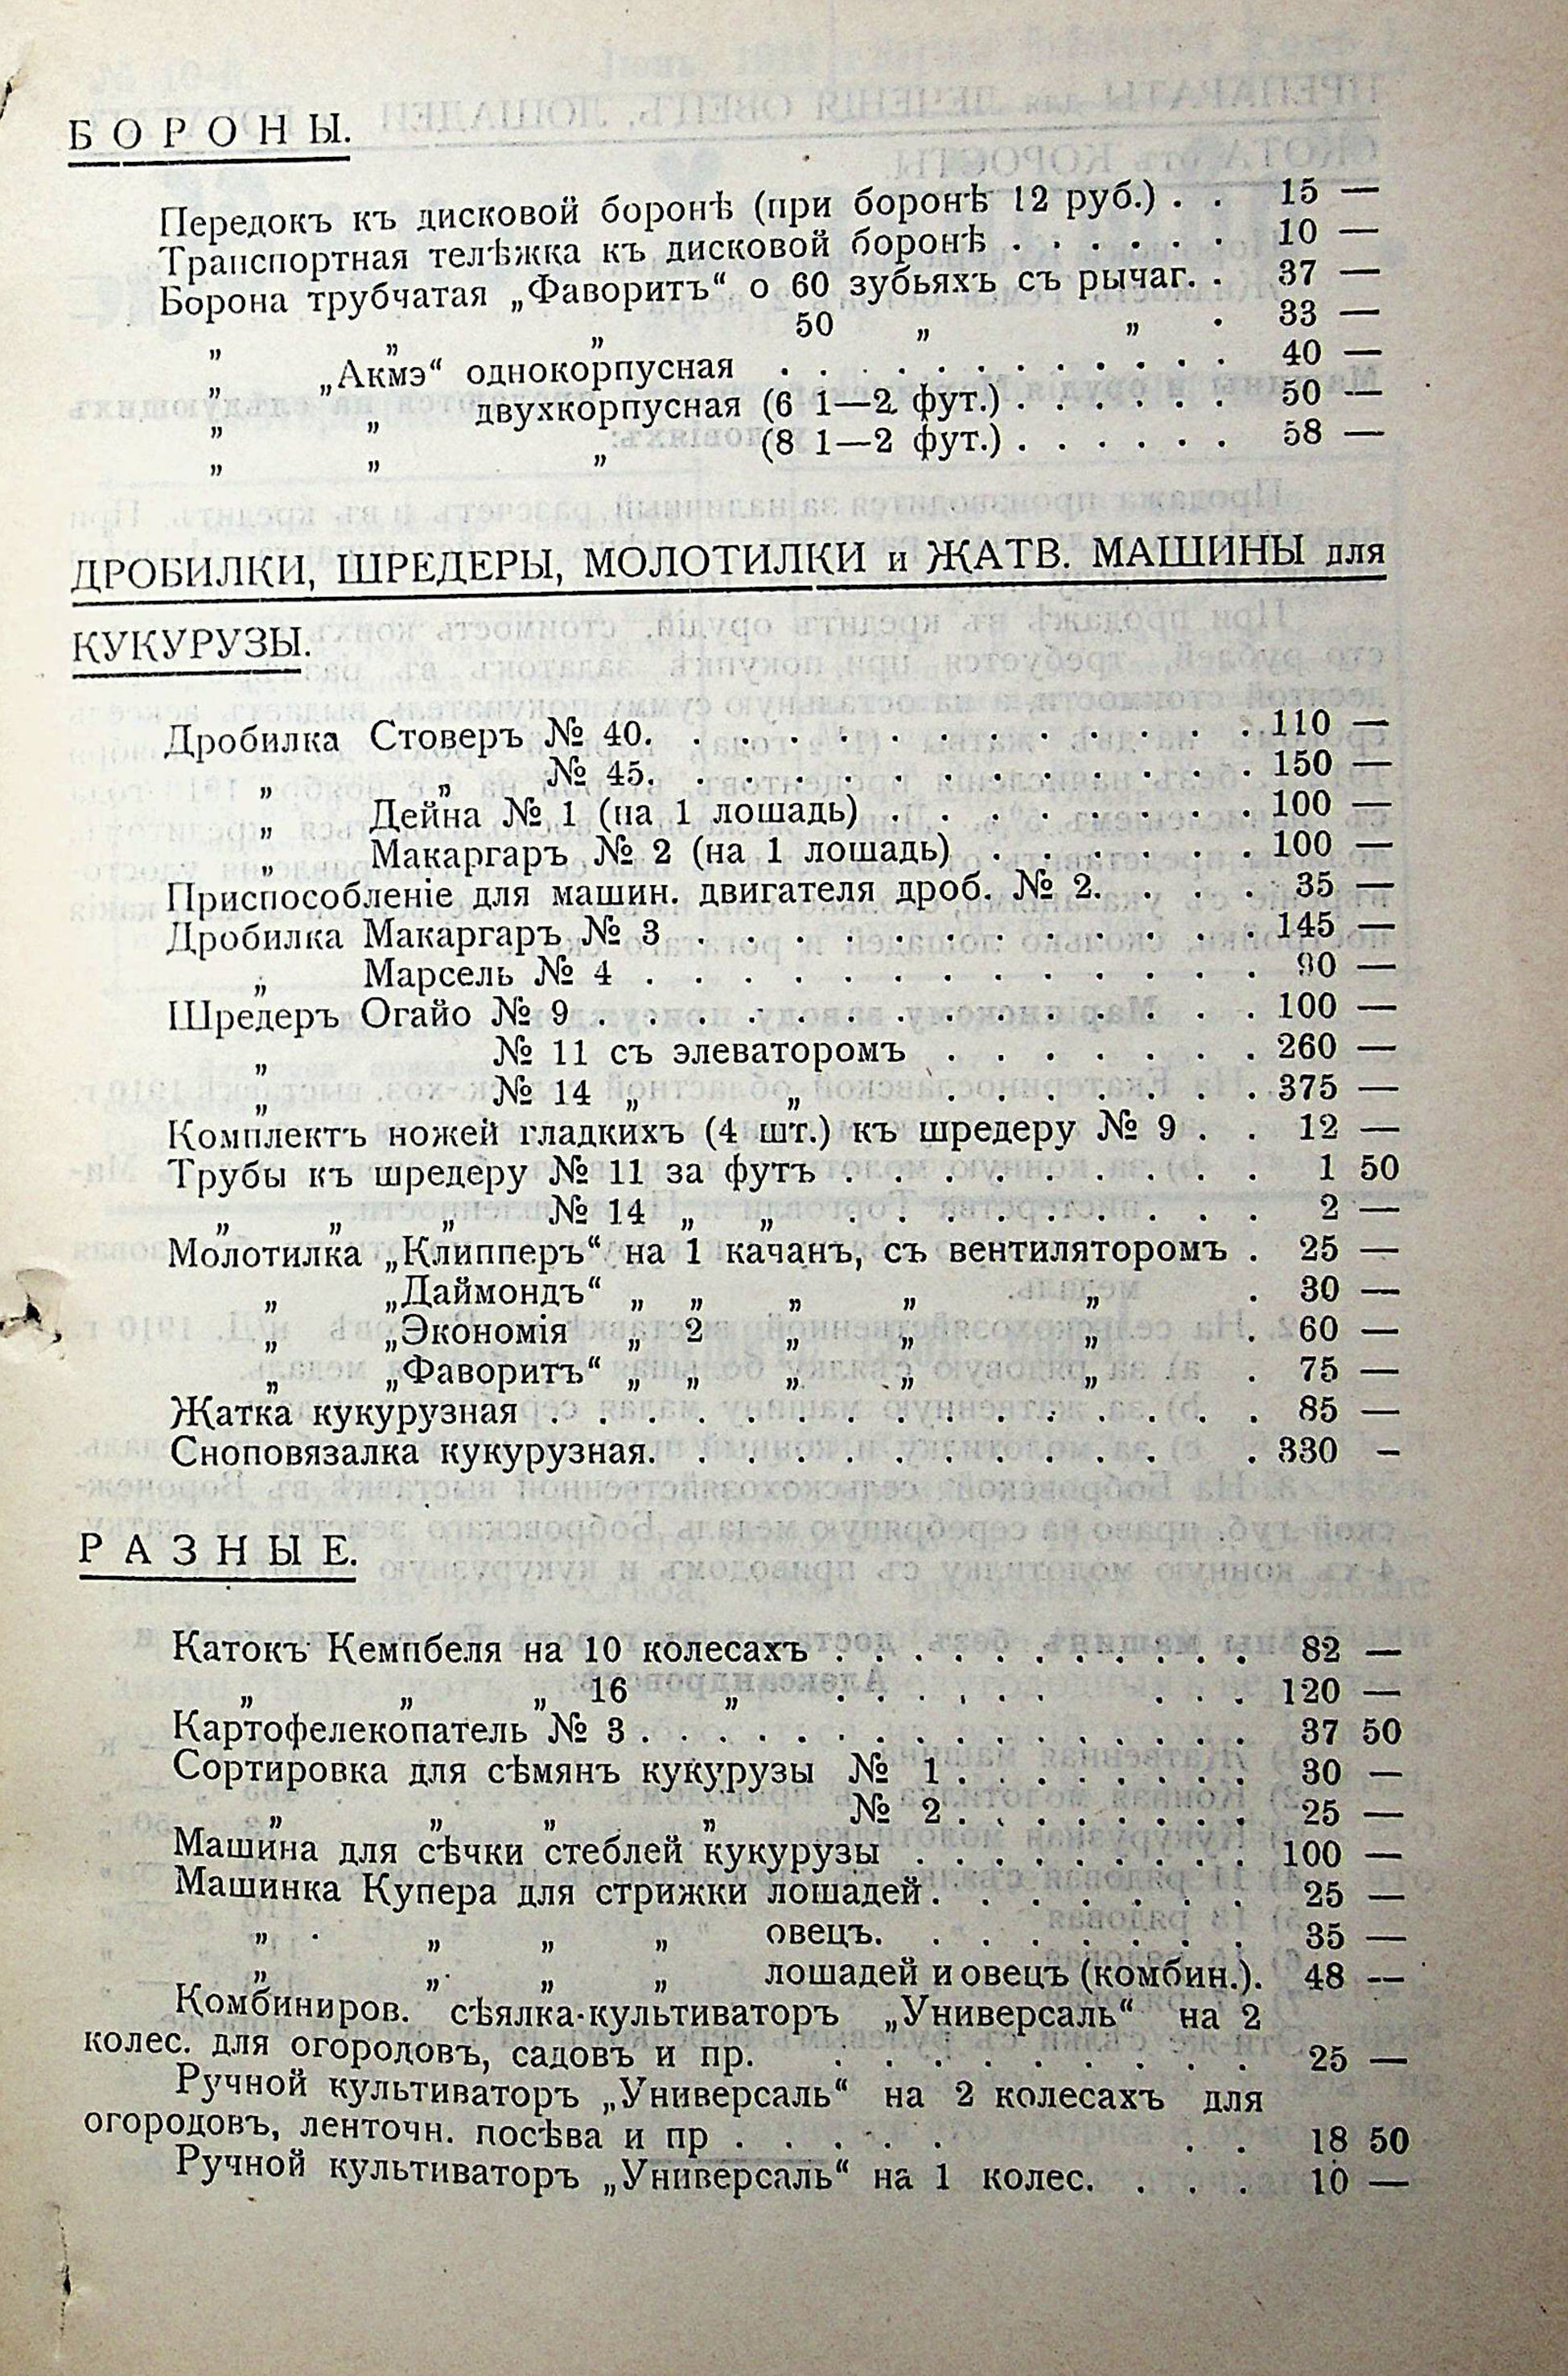 БОРОНЫ.
Передокъ къ дисковой боронѣ (при боронѣ 12 руб.) . . 15 —
Транспортная телѣжка къ дисковой боронѣ . . . . . . 10 —
Борона трубчатая „Фаворитъ“ о 60 зубьяхъ съ рычаг. . 37 —
„ „ „ 50 „ „ . 33 —
„ „Акмэ“ однокорпусная . . . . . . . . . . 40 —
„ „ двухкорпусная (6 1—2 фут.) . . . . . . 50 —
„ „ „ (8 1—2 фут.) . . . . . . 58 —
ДРОБИЛКИ, ШРЕДЕРЫ, МОЛОТИЛКИ и ЖАТВ. МАШИНЫ для
КУКУРУЗЫ.
Дробилка Стоверъ № 40. . . . . . . . . . . . . 110 —
„ „ № 45. . . . . . . . . . . . . 150 —
„ Дейна № 1 (на 1 лошадь) . . . . . . . . 100 —
„ Макаргаръ № 2 (на 1 лошадь) . . . . . . 100 —
Приспособленіе для машин. двигателя дроб. № 2. . . . 35 —
Дробилка Макаргаръ № 3 . . . . . . . . . . . . 145 —
„ Марсель № 4 . . . . . . . . . . . . . 90 —
Шредеръ Огайо № 9 . . . . . . . . . . . . . . 100 —
„ № 11 съ элеваторомъ . . . . . . . 260 —
„ № 14 „ „ . . . . . . . 375 —
Комплектъ ножей гладкихъ (4 шт.) къ шредеру № 9 . . 12 —
Трубы къ шредеру № 11 за футъ . . . . . . . . . 1 50
„ „ „ № 14 „ „ . . . . . . . . . 2 —
Молотилка „Клипперъ“ на 1 качанъ, съ вентиляторомъ . 25 —
„ „Даймондъ“ „ „ „ „ „ . 30 —
„ „Экономія „ 2 „ „ „ . 60 —
„ „Фаворитъ“ „ „ „ „ „ . 75 —
Жатка кукурузная . . . . . . . . . . . . . . . 85 —
Сноповязалка кукурузная. . . . . . . . . . . . 330 —
РАЗНЫЕ.
Катокъ Кемпбеля на 10 колесахъ . . . . . . . . . . . 82 —
„ „ „ 16 „ . . . . . . . . 120 —
Картофелекопатель № 3 . . . . . . . . . . . . . . . . 37 50
Сортировка для сѣмянъ кукурузы № 1 . . . . . . . . 30 —
„ „ „ „ № 2 . . . . . . . . 25 —
Машина для сѣчки стеблей кукурузы . . . . . . . . . 100 —
Машинка Купера для стрижки лошадей . . . . . . . . 25 —
„ „ „ „ овецъ. . . . . . . . 35 —
„ „ „ „ лошадей и овецъ (комбин.). 48 —
Комбиниров. сѣялка-культиваторъ „Универсаль“ на 2
колес. для огородовъ, садовъ и пр. . . . . . . . . . 25 —
Ручной культиваторъ „Универсаль“ на 2 колесахъ для
огородовъ, ленточн. посѣва и пр . . . . . . . 18 50
Ручной культиваторъ „Универсаль“ на 1 колес. . . . 10 —